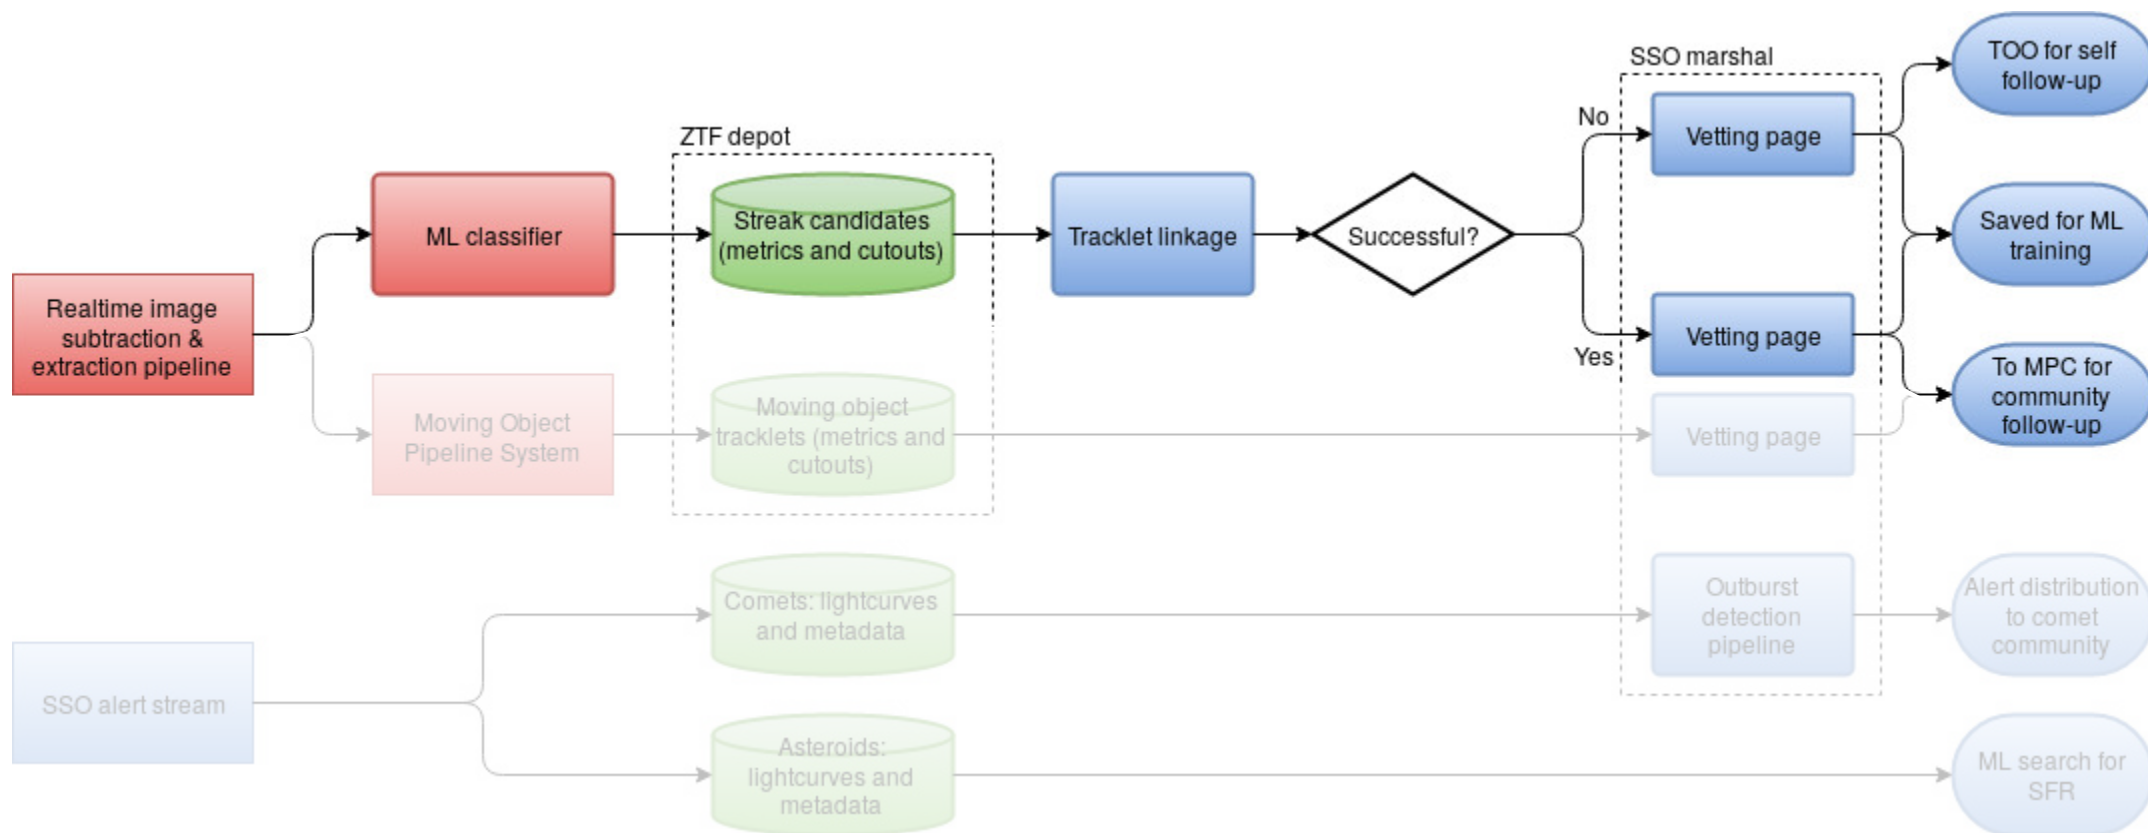 SSO marshal
TOO for self
follow-up
No
Vetting page
ZTF depot
ML classifier
Streak candidates
(metrics and cutouts)
Tracklet linkage
Successful?
Saved for ML
training
Realtime image
subtraction &
extraction pipeline
Yes
Vetting page
To MPC for
community
follow-up
Moving Object
Pipeline System
Moving object
tracklets (metrics and
cutouts)
Vetting page
Comets: lightcurves
and metadata
Outburst
detection
pipeline
Alert distribution
to comet
community
SSO alert stream
Asteroids:
lightcurves and
metadata
ML search for
SFR